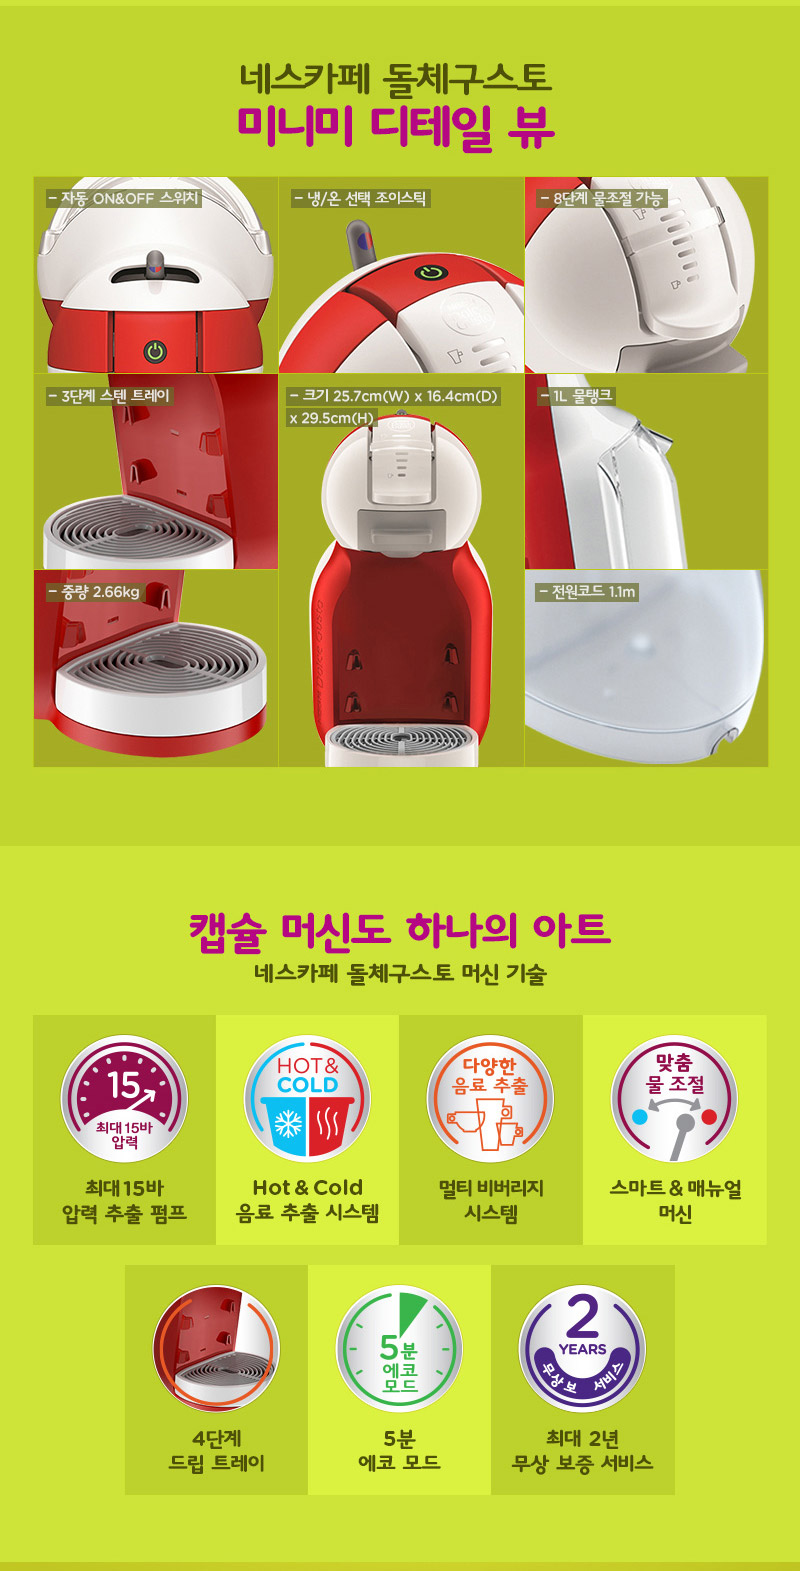 네스카페 돌체구스토
미니미 디테일 뷰
- 자동 ON&OFF 스위치
- 냉/온 선택 조이스틱
- 8단계 물조절 가능
- 3단계 스텐 트레이
- 크기 25.7cm(W) x 16.4cm(D)
x 29.5cm(H)
- 1L 물탱크
- 중량 2.66kg
- 전원코드 1.1m
캡슐 머신도 하나의 아트
네스카페 돌체구스토 머신 기술
15
최대 15바
압력
HOT&
COLD
다양한
음료 추출
맞춤
물 조절
최대 15바
압력 추출 펌프
Hot & Cold
음료 추출 시스템
멀티 비버리지
시스템
스마트 & 매뉴얼
머신
5분
에코
모드
2
YEARS
무상 보 서비스
4단계
드립 트레이
5분
에코 모드
최대 2년
무상 보증 서비스